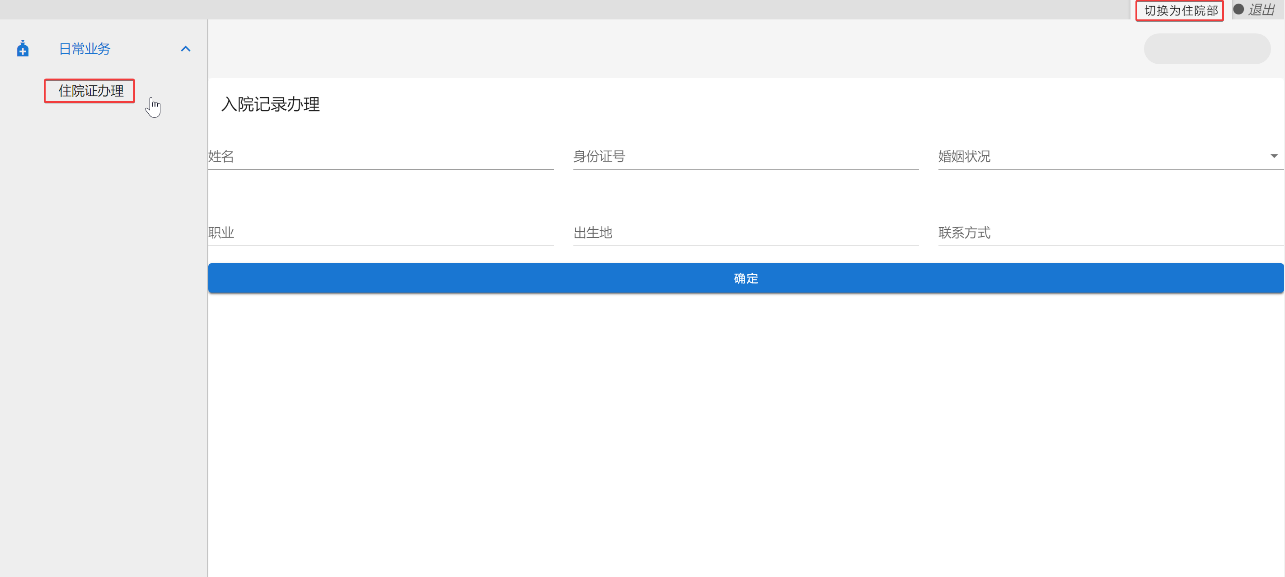 切换为住院部
退出
日常业务
住院证办理
入院记录办理
姓名
身份证号
婚姻状况
职业
出生地
联系方式
确定